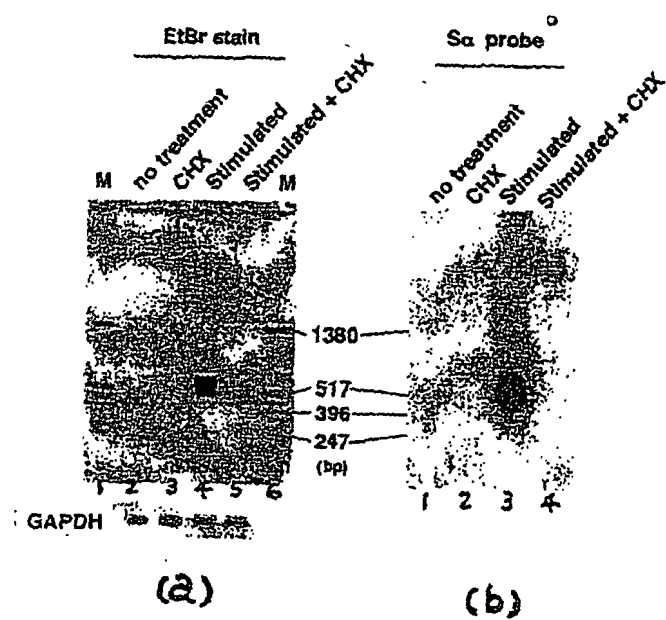 EtBr stain
M no treatment CHX Stimulated Stimulated + CHX M
1 2 3 4 5 6
GAPDH
(a)
1380
517
396
247
(bp)
Sα probe
no treatment CHX Stimulated Stimulated + CHX
1 2 3 4
(b)